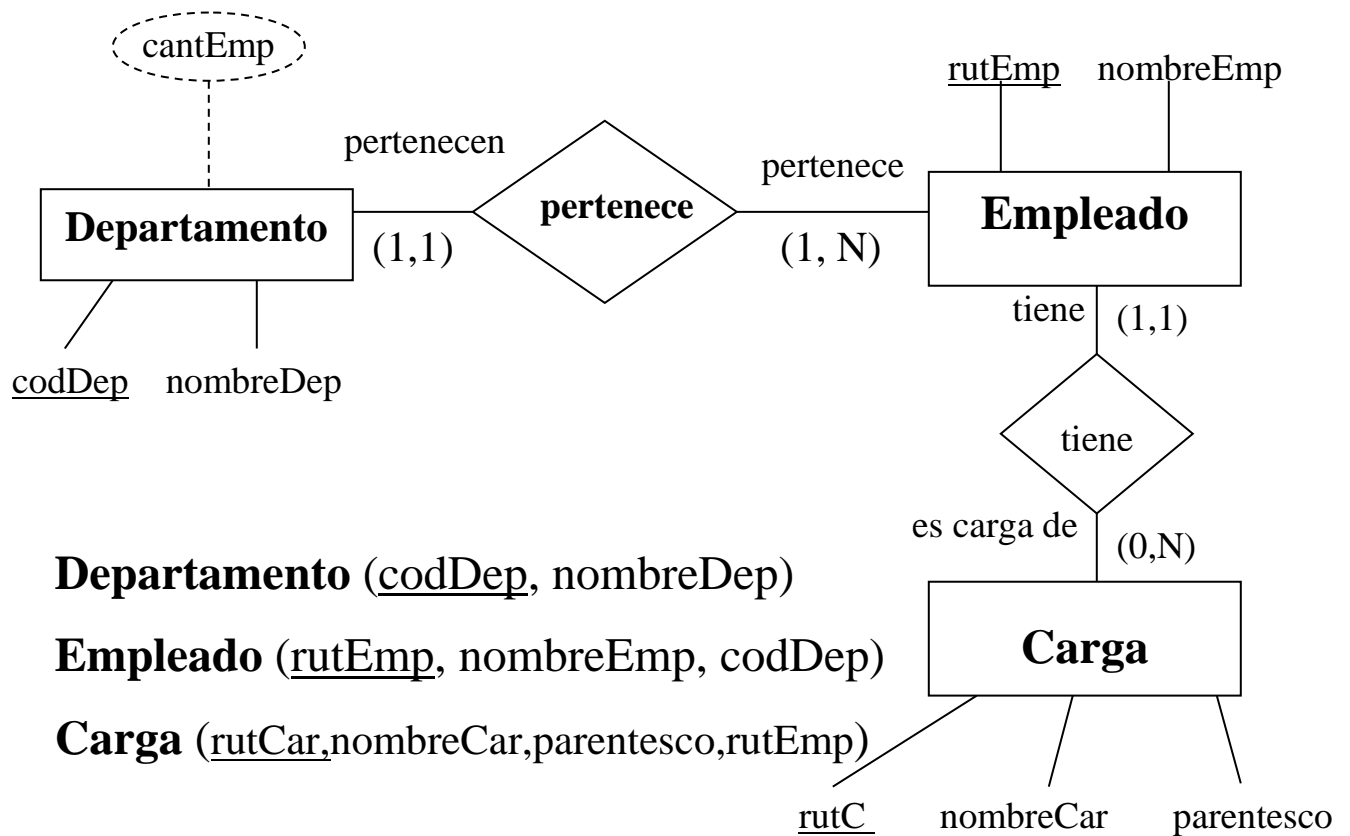 cantEmp
rutEmp nombreEmp
pertenecen
pertenece
pertenece
Departamento
Empleado
(1,1)
(1, N)
tiene
(1,1)
codDep nombreDep
tiene
es carga de
(0,N)
Departamento (codDep, nombreDep)
Empleado (rutEmp, nombreEmp, codDep)
Carga
Carga (rutCar,nombreCar,parentesco,rutEmp)
rutC nombreCar parentesco